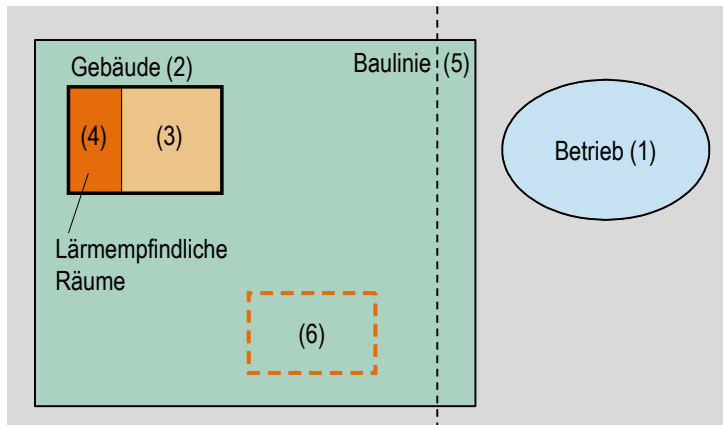 Gebäude (2)
Baulinie (5)
(4)
(3)
Betrieb (1)
Lärmempfindliche
Räume
(6)